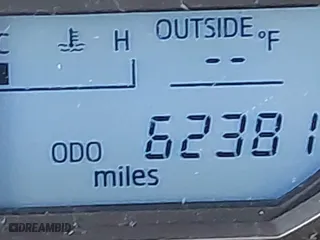 C H OUTSIDE °F
--
ODO 62381
miles
DREAMBID